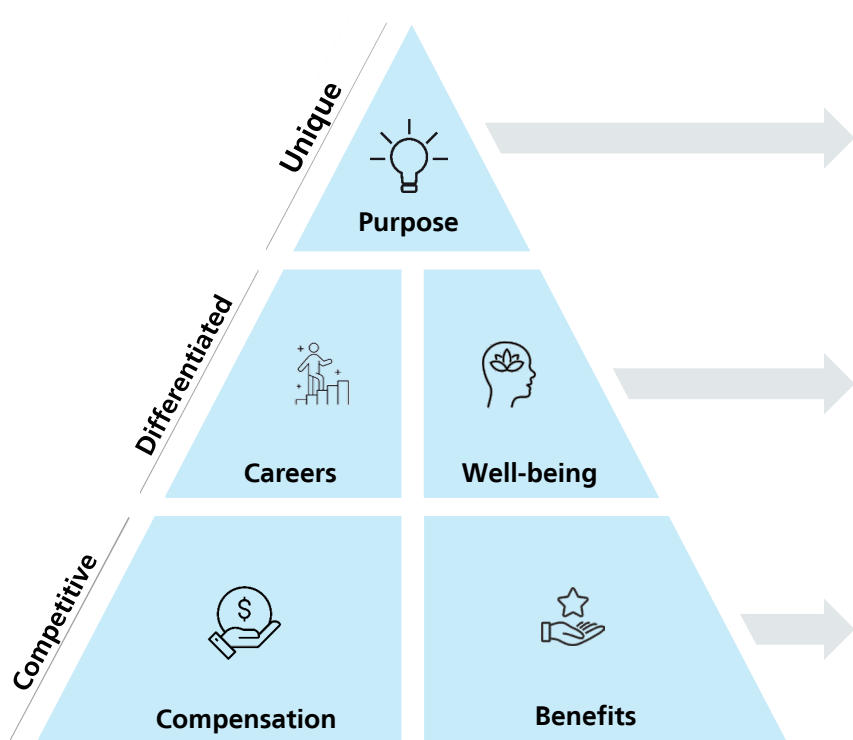 Unique
Purpose
Differentiated
Careers
Well-being
Competitive
$
Compensation
Benefits